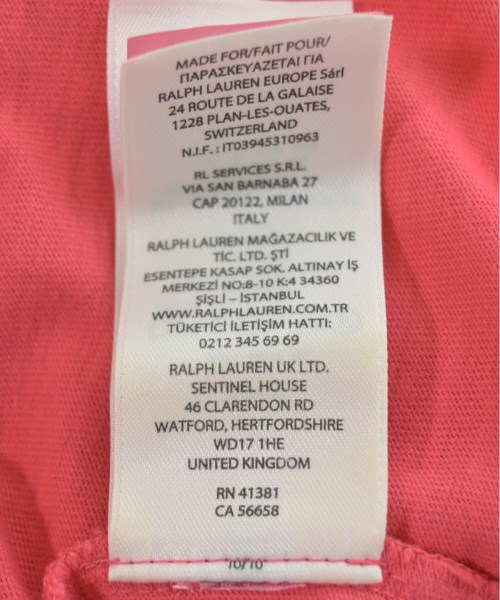 MADE FOR/FAIT POUR/
ΠΑΡΑΣΚΕΥΑΖΕΤΑΙ ΓΙΑ
RALPH LAUREN EUROPE Sárl
24 ROUTE DE LA GALAISE
1228 PLAN-LES-OUATES,
SWITZERLAND
N.I.F. : IT03945310963
RL SERVICES S.R.L.
VIA SAN BARNABA 27
CAP 20122, MILAN
ITALY
RALPH LAUREN MAĞAZACILIK VE
TİC. LTD. ŞTİ
ESENTEPE KASAP SOK. ALTINAY İŞ
MERKEZİ NO:8-10 K:4 34360
ŞİŞLİ – İSTANBUL
WWW.RALPHLAUREN.COM.TR
TÜKETİCİ İLETİŞİM HATTI:
0212 345 69 69
RALPH LAUREN UK LTD.
SENTINEL HOUSE
46 CLARENDON RD
WATFORD, HERTFORDSHIRE
WD17 1HE
UNITED KINGDOM
RN 41381
CA 56658
10/10